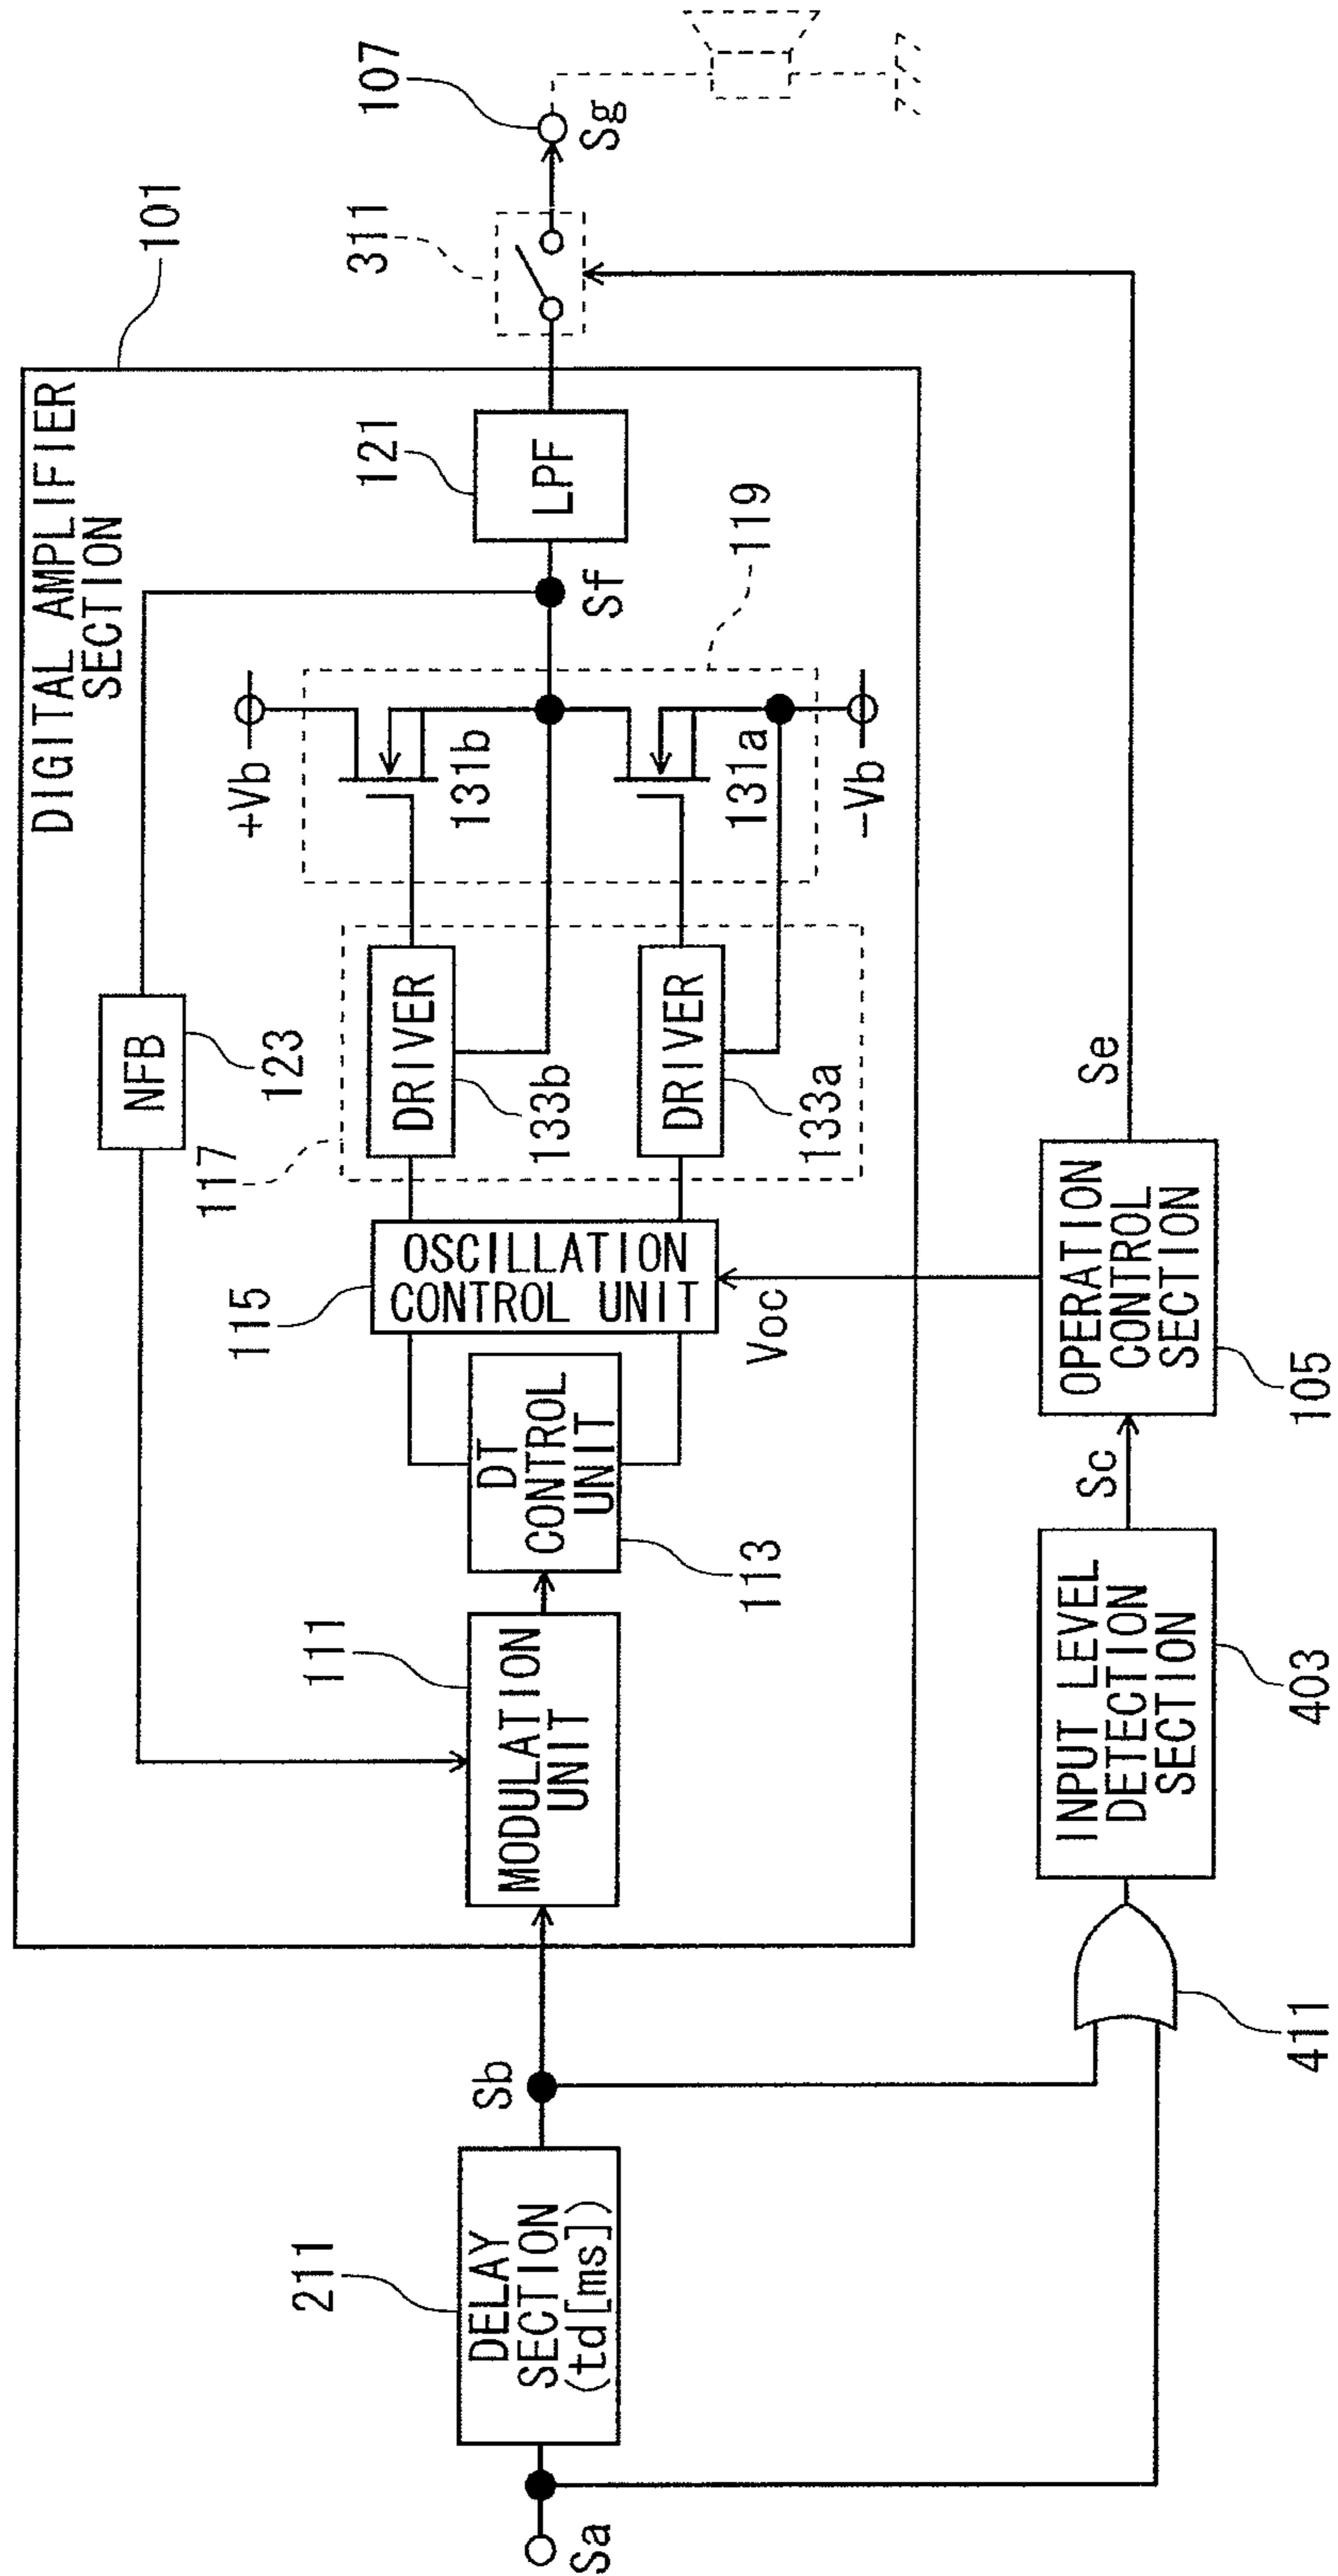 DIGITAL AMPLIFIER
SECTION
101
107
311
Sg
121
LPF
Sf
119
+Vb
131b
131a
-Vb
NFB
123
117
DRIVER
133b
DRIVER
133a
115
OSCILLATION
CONTROL UNIT
Voc
DT
CONTROL
UNIT
113
111
MODULATION
UNIT
Sb
211
DELAY
SECTION
(td[ms])
Sa
411
INPUT LEVEL
DETECTION
SECTION
403
Sc
OPERATION
CONTROL
SECTION
105
Se